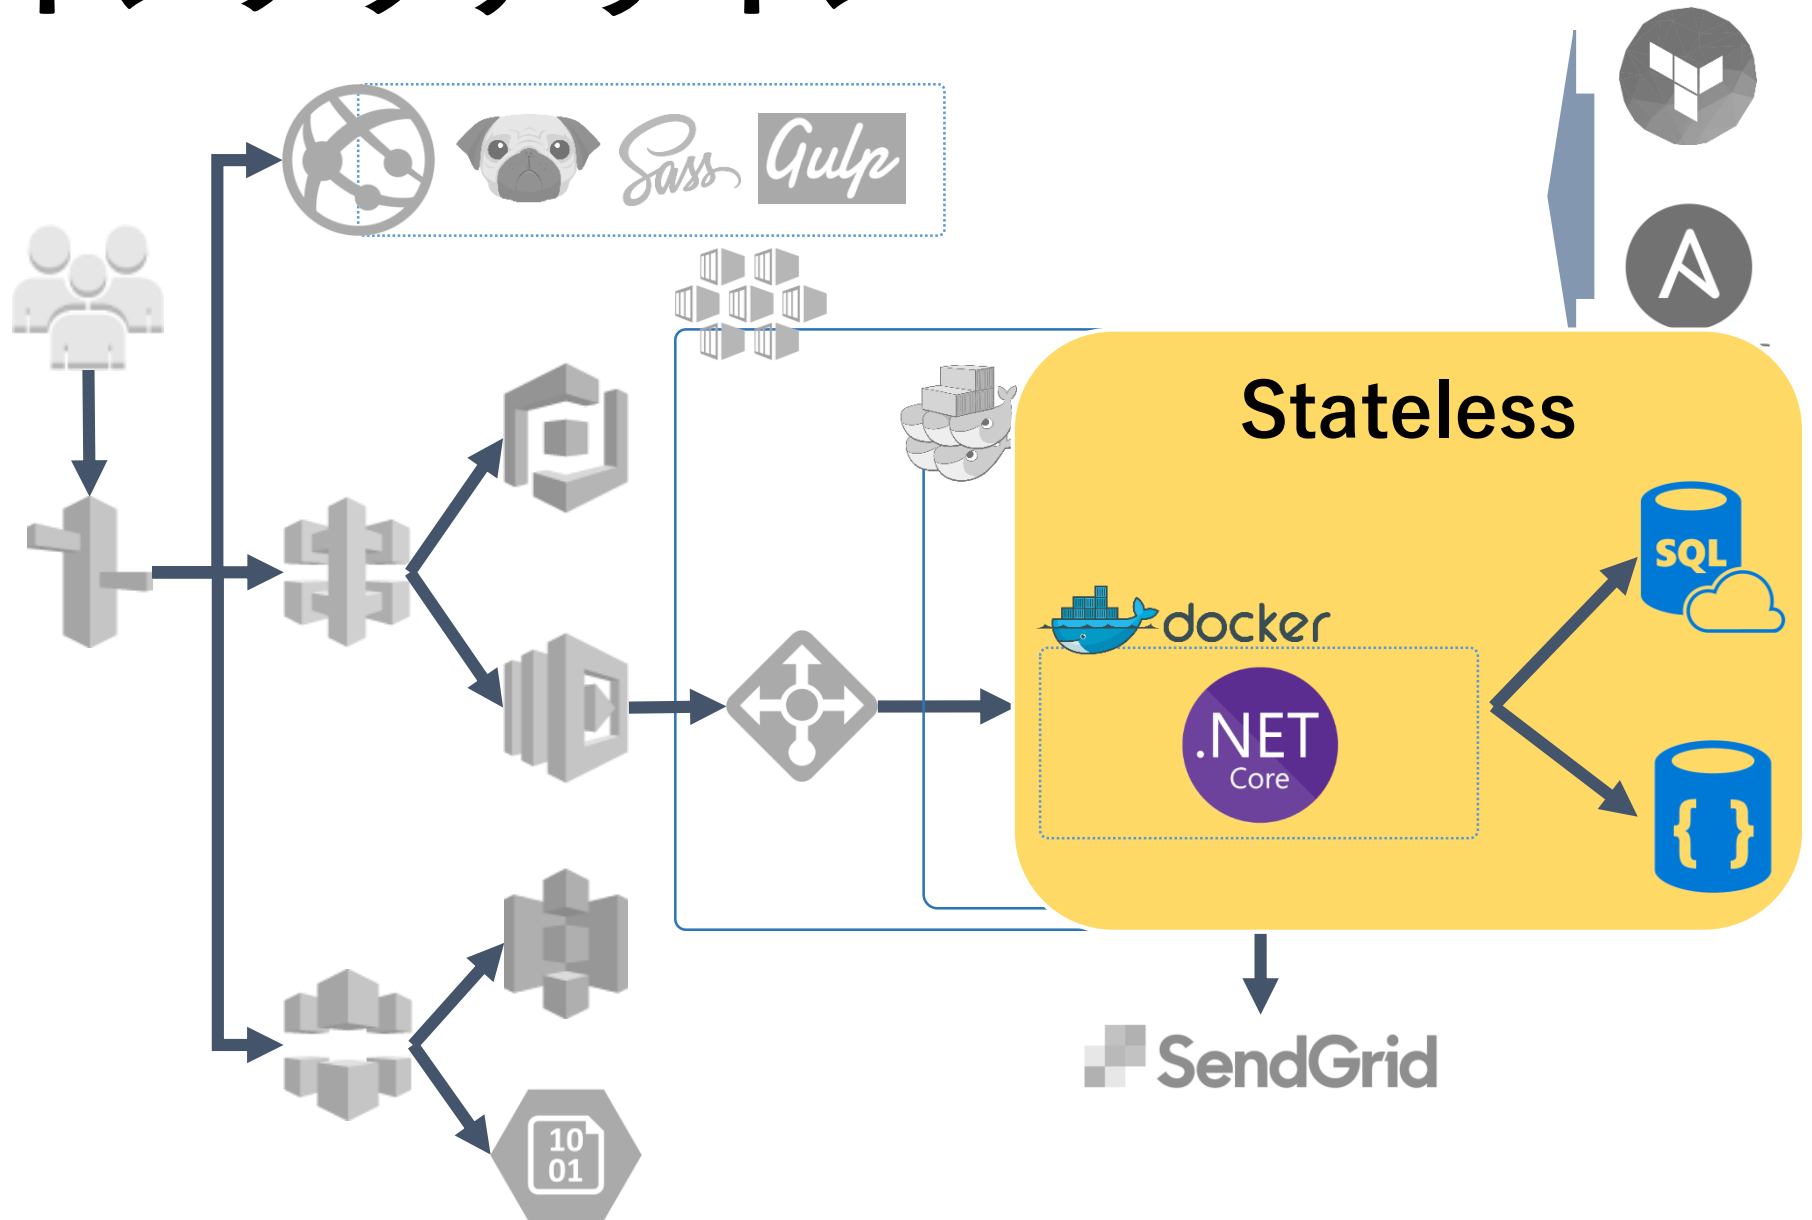 Sass
Gulp
Stateless
SQL
docker
.NET
Core
{ }
SendGrid
10
01